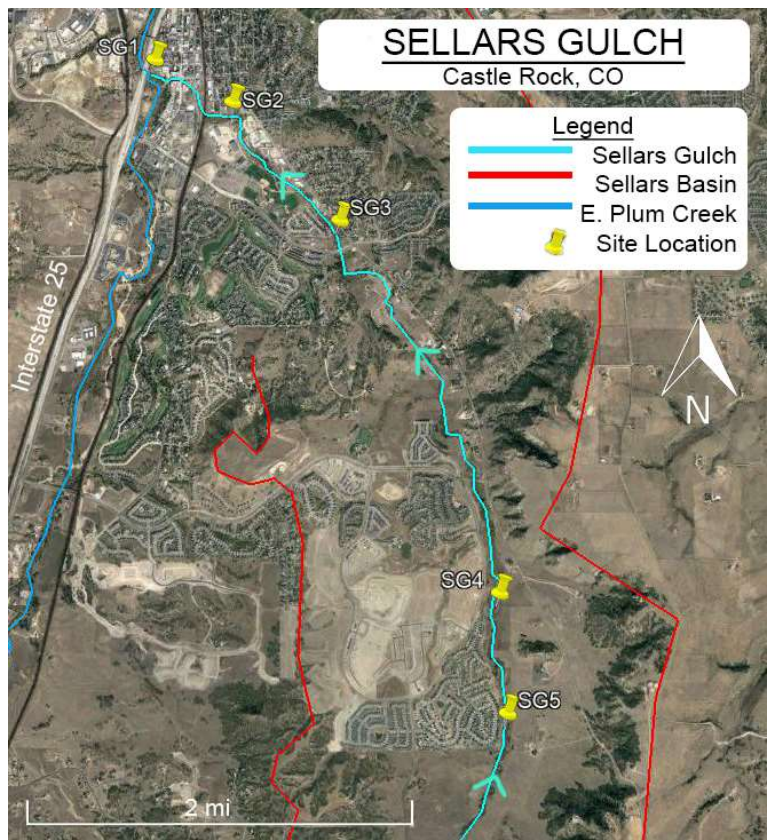 SELLARS GULCH
Castle Rock, CO
Legend
Sellars Gulch
Sellars Basin
E. Plum Creek
Site Location
SG1
SG2
SG3
Interstate 25
N
SG4
SG5
2 mi